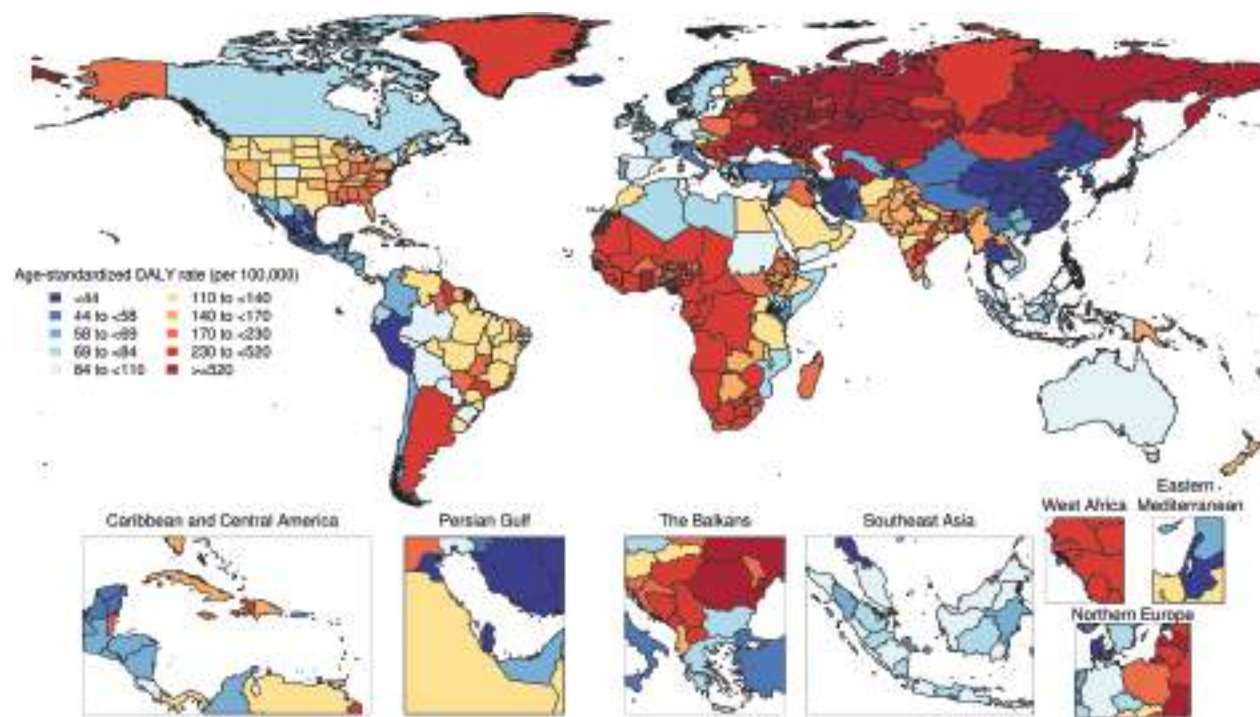 Age-standardized DALY rate (per 100,000)
<44 110 to <140
44 to <58 140 to <170
58 to <69 170 to <230
69 to <84 230 to <520
84 to <110 >=520
Caribbean and Central America
Persian Gulf
The Balkans
Southeast Asia
West Africa
Eastern
Mediterranean
Northern Europe